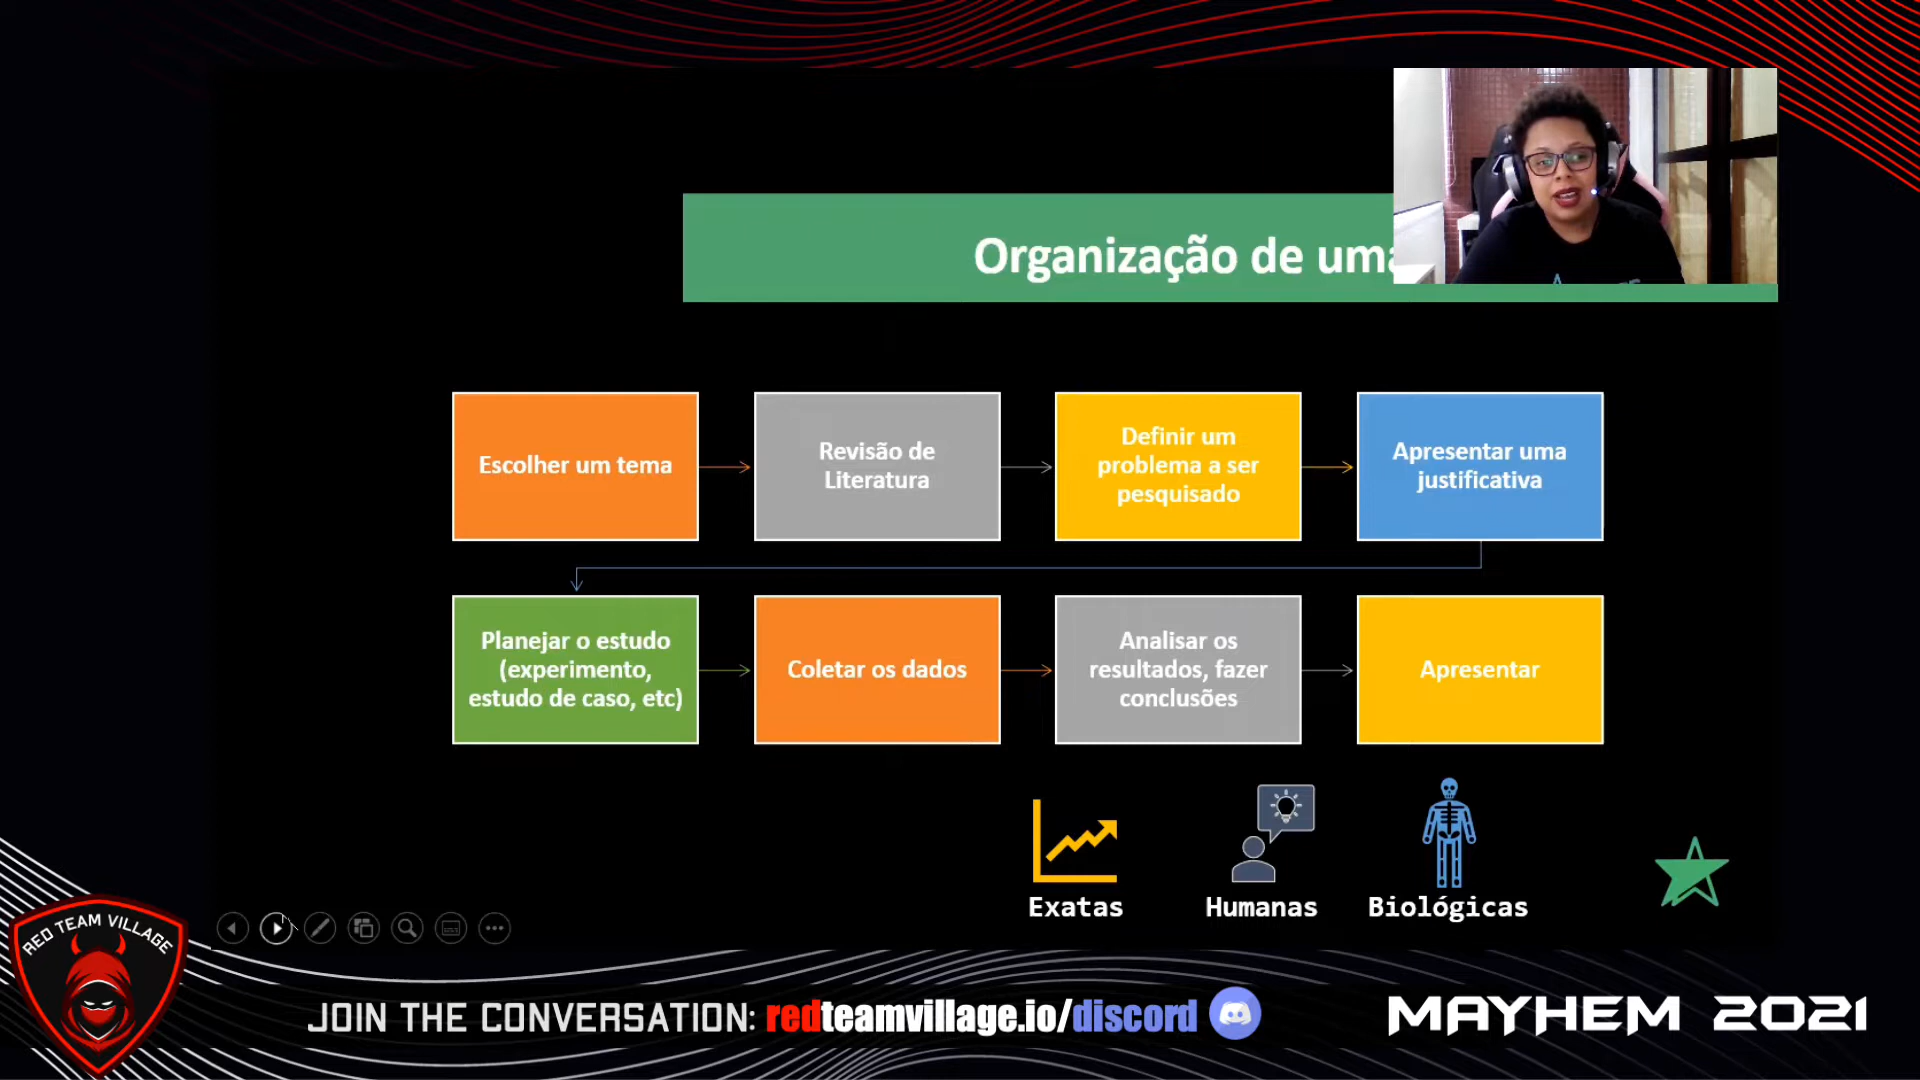 Organização de uma
Escolher um tema
Revisão de
Literatura
Definir um
problema a ser
pesquisado
Apresentar uma
justificativa
Planejar o estudo
(experimento,
estudo de caso, etc)
Coletar os dados
Analisar os
resultados, fazer
conclusões
Apresentar
Exatas
Humanas
Biológicas
RED TEAM VILLAGE
JOIN THE CONVERSATION: redteamvillage.io/discord
MAYHEM 2021